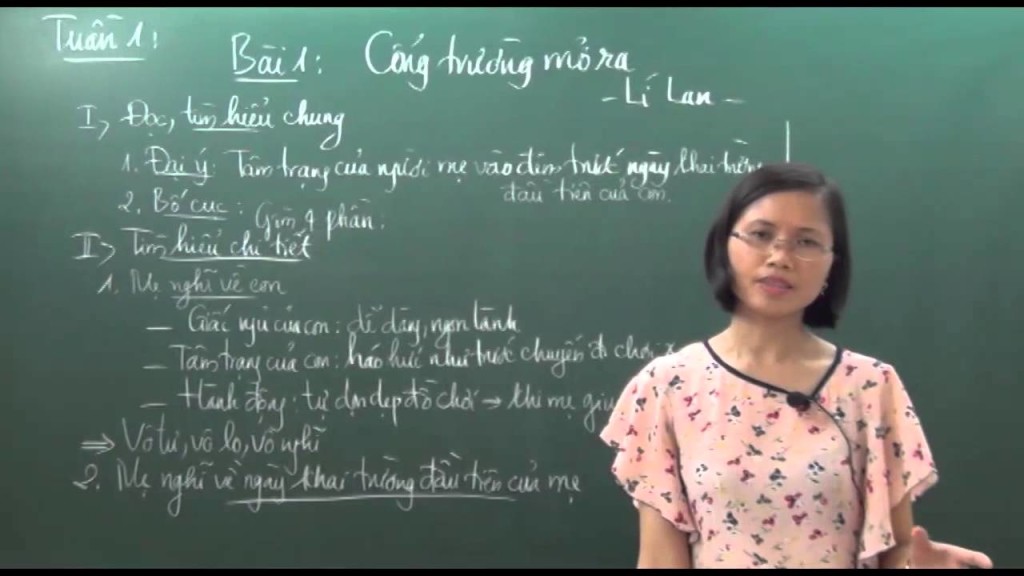 Tuần 1:
Bài 1: Cổng trường mở ra
- Lí Lan -
I, Đọc, tìm hiểu chung
1. Đại ý: Tâm trạng của người mẹ vào đêm trước ngày khai trường
đầu tiên của con.
2. Bố cục: Gồm 4 phần.
II, Tìm hiểu chi tiết
1. Mẹ nghĩ về con
- Giấc ngủ của con: dễ dàng, ngon lành
- Tâm trạng của con: háo hức như trước chuyến đi chơi
- Hành động: tự dọn dẹp đồ chơi → khi mẹ
⇒ Vô tư, vô lo, vô nghĩ
2. Mẹ nghĩ về ngày khai trường đầu tiên của mẹ